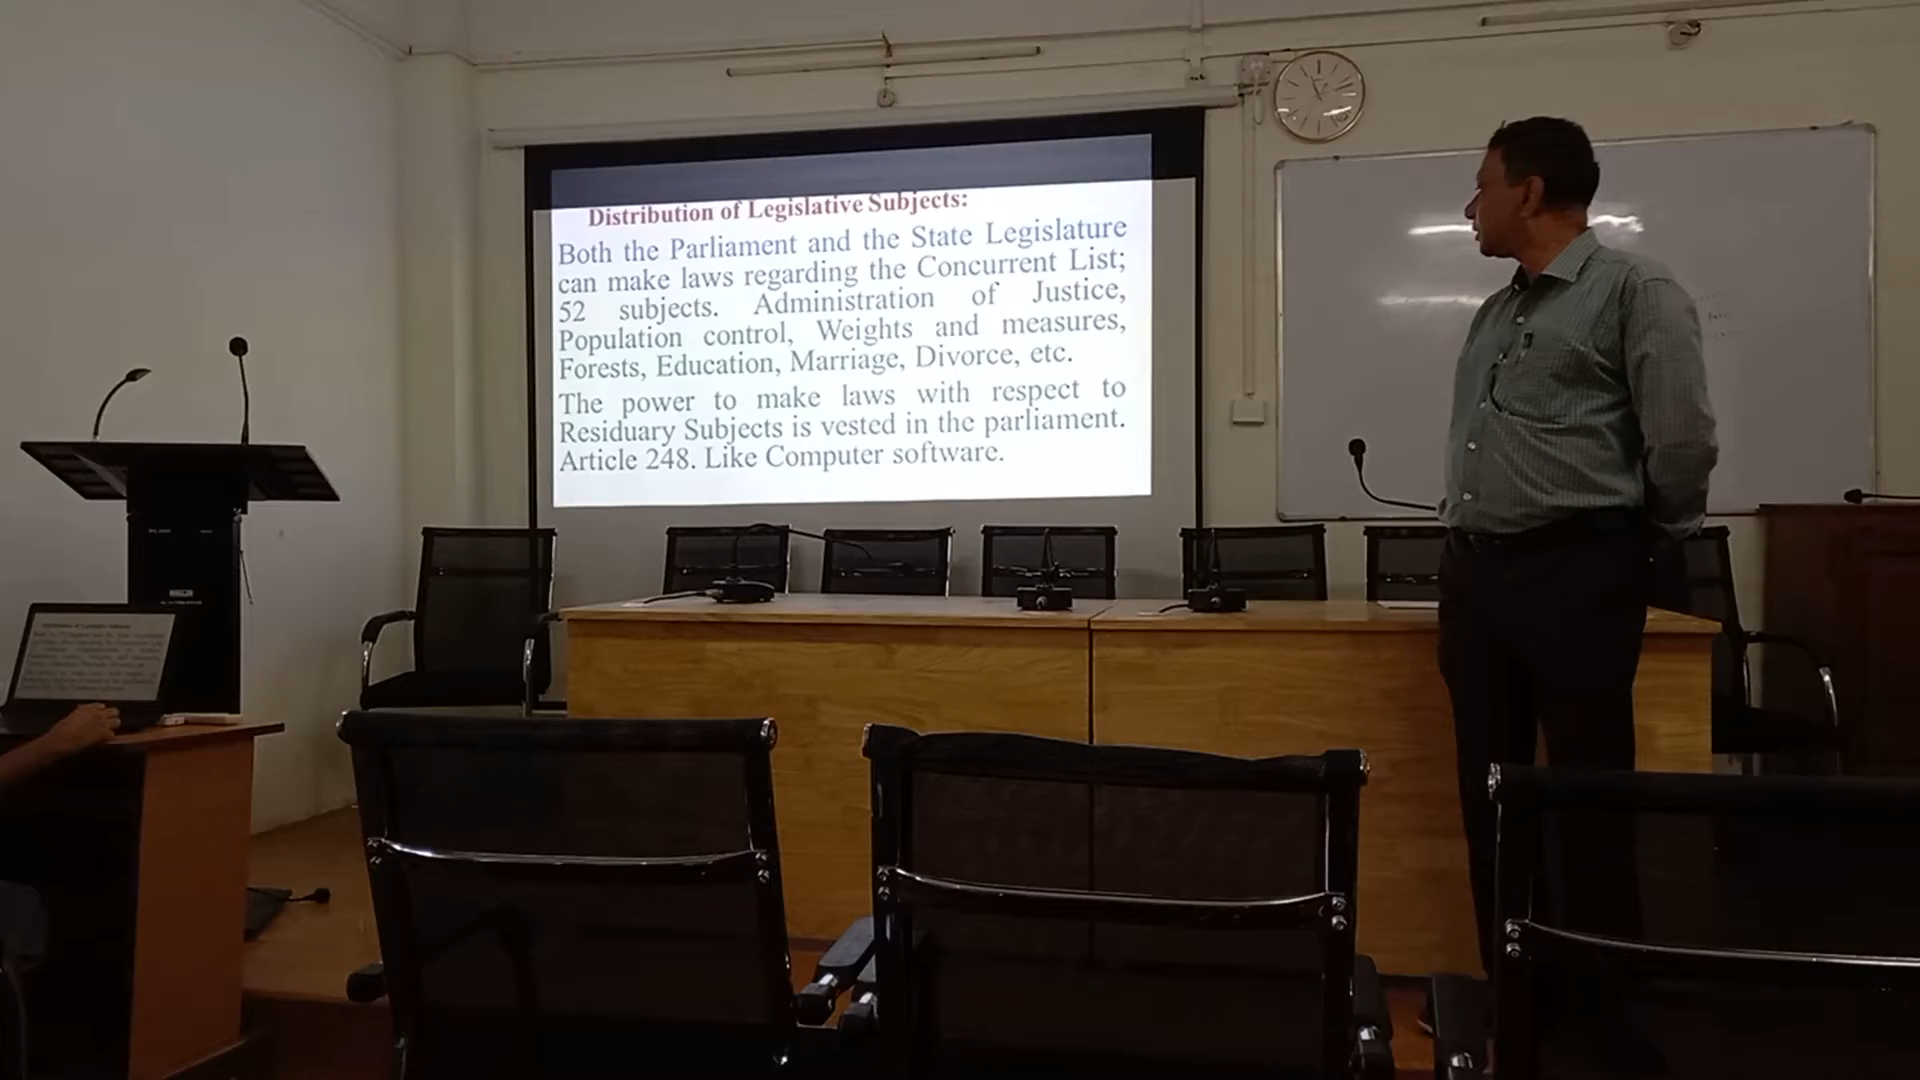 Distribution of Legislative Subjects:
Both the Parliament and the State Legislature
can make laws regarding the Concurrent List;
52 subjects. Administration of Justice,
Population control, Weights and measures,
Forests, Education, Marriage, Divorce, etc.
The power to make laws with respect to
Residuary Subjects is vested in the parliament.
Article 248. Like Computer software.